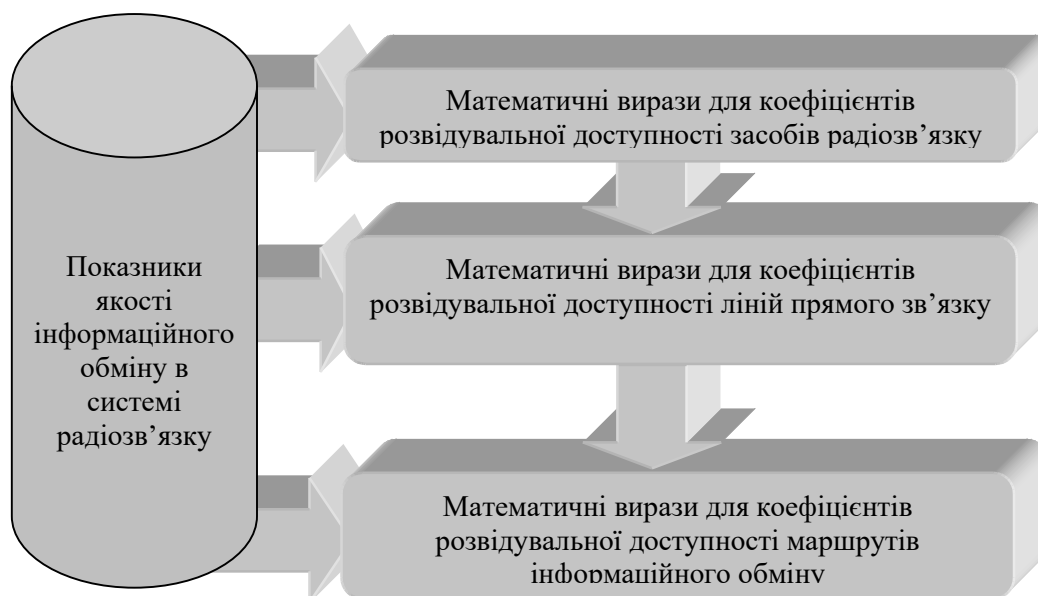 Показники
якості
інформаційного
обміну в
системі
радіозв’язку
Математичні вирази для коефіцієнтів
розвідувальної доступності засобів радіозв’язку
Математичні вирази для коефіцієнтів
розвідувальної доступності ліній прямого зв’язку
Математичні вирази для коефіцієнтів
розвідувальної доступності маршрутів
інформаційного обміну